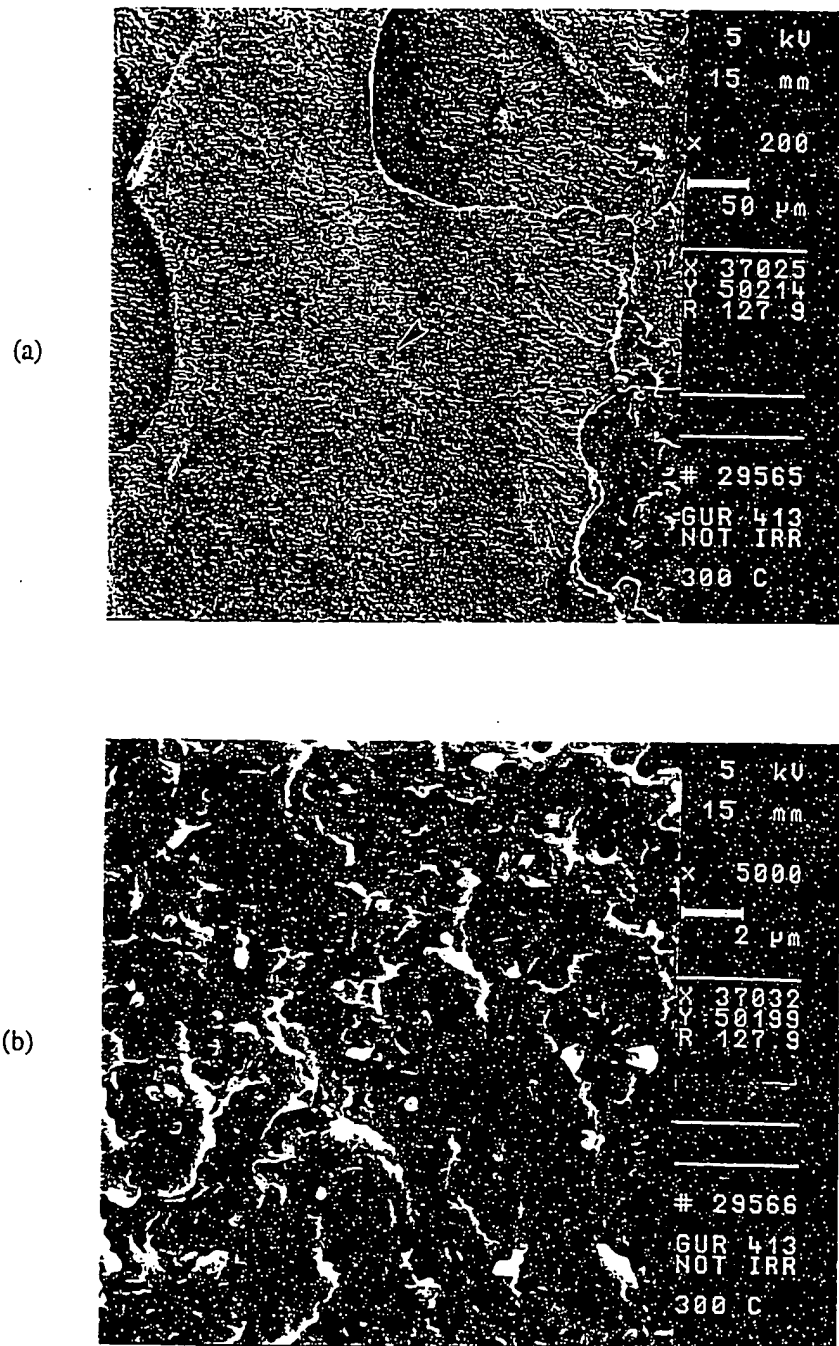 5 kV
15 mm
x 200
50 µm
X 37025
Y 50214
R 127.9
(a)
# 29565
GUR 413
NOT IRR
300 C
5 kV
15 mm
x 5000
2 µm
X 37032
Y 50199
R 127.9
(b)
# 29566
GUR 413
NOT IRR
300 C